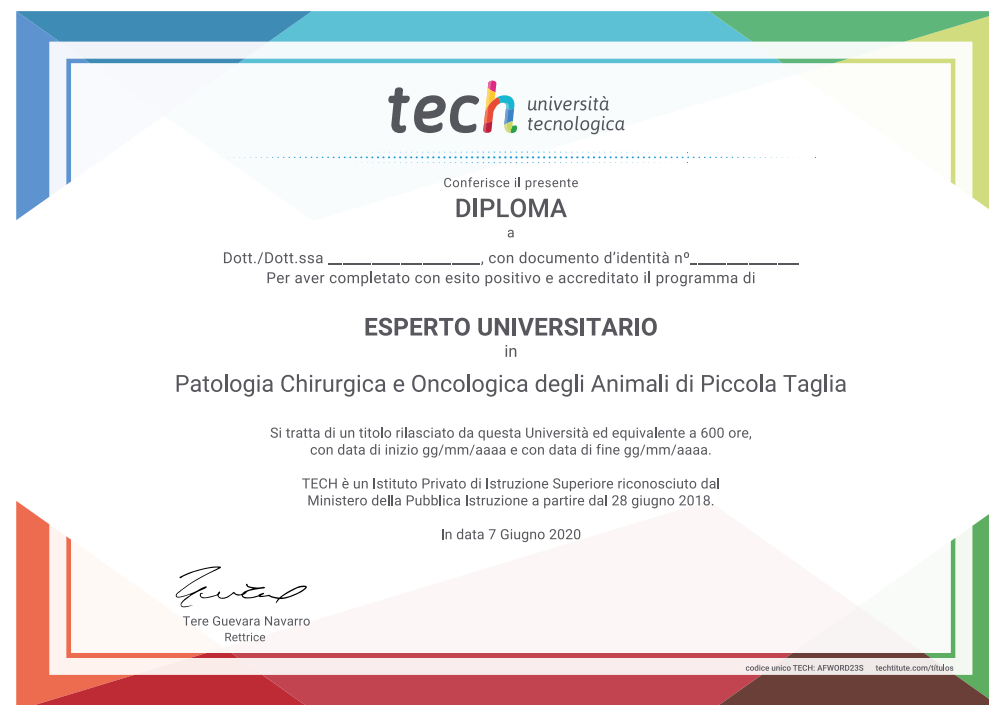 tech università
tecnologica
Conferisce il presente
DIPLOMA
a
Dott./Dott.ssa ____________________, con documento d'identità nº______________
Per aver completato con esito positivo e accreditato il programma di
ESPERTO UNIVERSITARIO
in
Patologia Chirurgica e Oncologica degli Animali di Piccola Taglia
Si tratta di un titolo rilasciato da questa Università ed equivalente a 600 ore,
con data di inizio gg/mm/aaaa e con data di fine gg/mm/aaaa.
TECH è un Istituto Privato di Istruzione Superiore riconosciuto dal
Ministero della Pubblica Istruzione a partire dal 28 giugno 2018.
In data 7 Giugno 2020
Tere Guevara Navarro
Rettrice
codice unico TECH: AFWORD23S techtitute.com/títulos